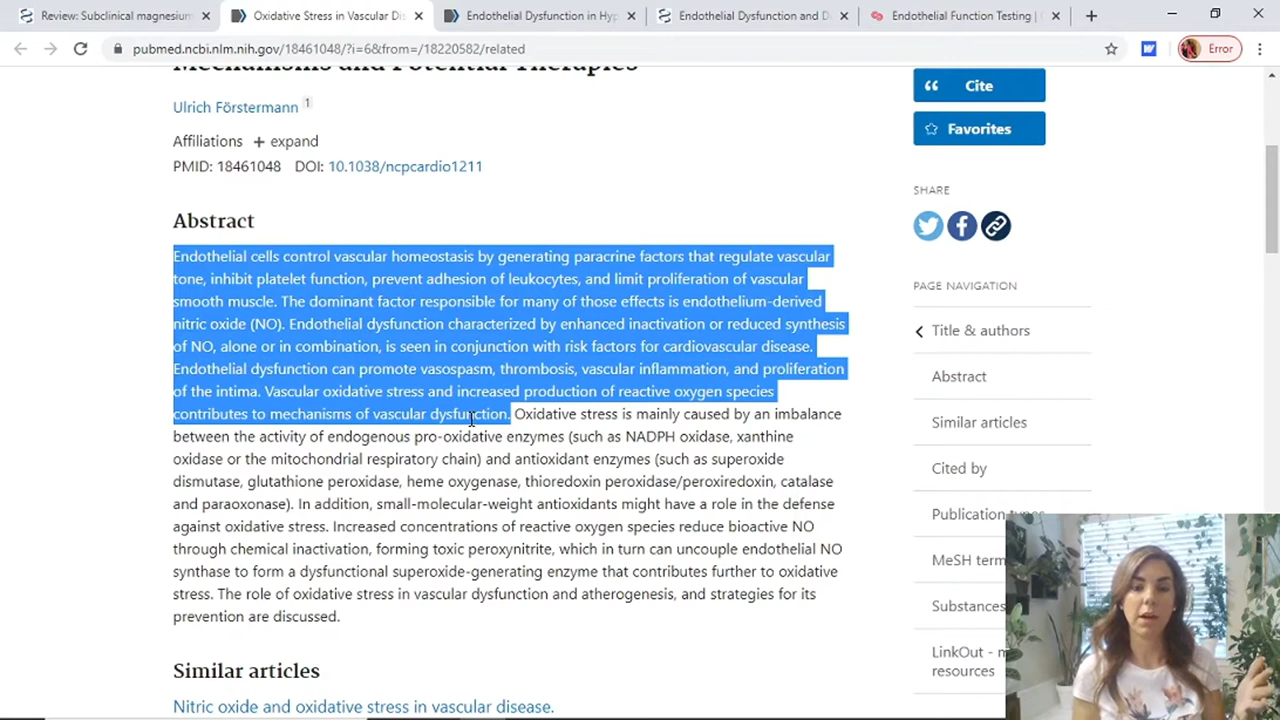 Review: Subclinical magnesium
Oxidative Stress in Vascular Di
Endothelial Dysfunction in Hyp
Endothelial Dysfunction and D
Endothelial Function Testing |
pubmed.ncbi.nlm.nih.gov/18461048/?i=6&from=/18220582/related
Error
Mechanisms and Potential Therapies
Ulrich Förstermann 1
Affiliations + expand
PMID: 18461048 DOI: 10.1038/ncpcardio1211
Abstract
Endothelial cells control vascular homeostasis by generating paracrine factors that regulate vascular
tone, inhibit platelet function, prevent adhesion of leukocytes, and limit proliferation of vascular
smooth muscle. The dominant factor responsible for many of those effects is endothelium-derived
nitric oxide (NO). Endothelial dysfunction characterized by enhanced inactivation or reduced synthesis
of NO, alone or in combination, is seen in conjunction with risk factors for cardiovascular disease.
Endothelial dysfunction can promote vasospasm, thrombosis, vascular inflammation, and proliferation
of the intima. Vascular oxidative stress and increased production of reactive oxygen species
contributes to mechanisms of vascular dysfunction. Oxidative stress is mainly caused by an imbalance
between the activity of endogenous pro-oxidative enzymes (such as NADPH oxidase, xanthine
oxidase or the mitochondrial respiratory chain) and antioxidant enzymes (such as superoxide
dismutase, glutathione peroxidase, heme oxygenase, thioredoxin peroxidase/peroxiredoxin, catalase
and paraoxonase). In addition, small-molecular-weight antioxidants might have a role in the defense
against oxidative stress. Increased concentrations of reactive oxygen species reduce bioactive NO
through chemical inactivation, forming toxic peroxynitrite, which in turn can uncouple endothelial NO
synthase to form a dysfunctional superoxide-generating enzyme that contributes further to oxidative
stress. The role of oxidative stress in vascular dysfunction and atherogenesis, and strategies for its
prevention are discussed.
Similar articles
Nitric oxide and oxidative stress in vascular disease.
Cite
Favorites
SHARE
PAGE NAVIGATION
Title & authors
Abstract
Similar articles
Cited by
Publication types
MeSH term
Substances
LinkOut - m
resources